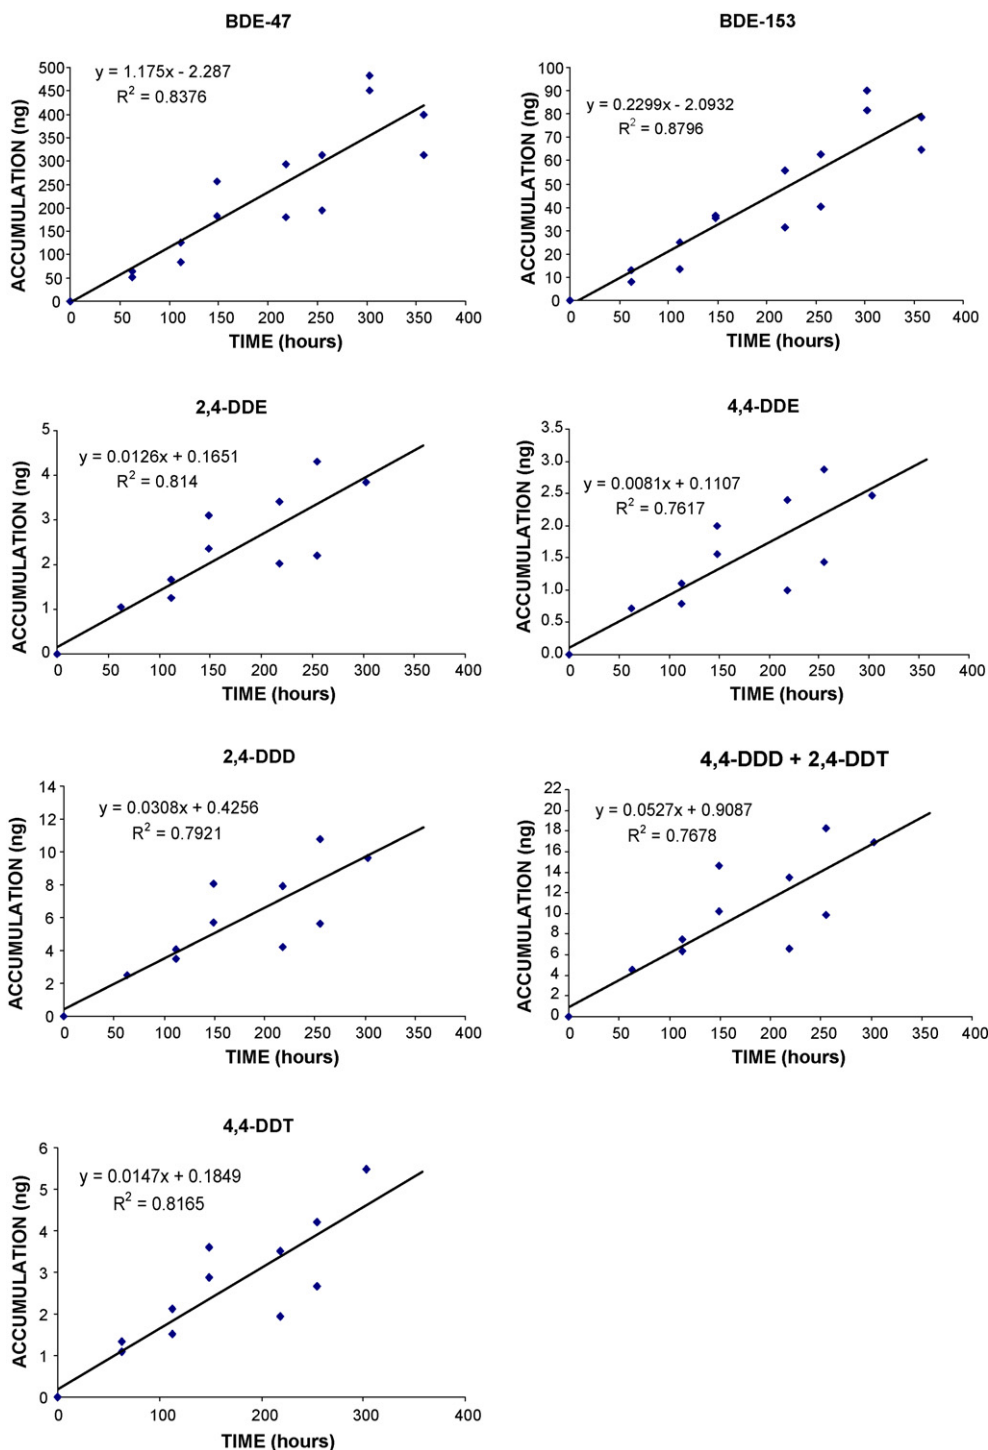 BDE-47
y = 1.175x - 2.287
R² = 0.8376
ACCUMULATION (ng)
500
450
400
350
300
250
200
150
100
50
0
0 50 100 150 200 250 300 350 400
TIME (hours)
BDE-153
y = 0.2299x - 2.0932
R² = 0.8796
ACCUMULATION (ng)
100
90
80
70
60
50
40
30
20
10
0
0 50 100 150 200 250 300 350 400
TIME (hours)
2,4-DDE
y = 0.0126x + 0.1651
R² = 0.814
ACCUMULATION (ng)
5
4
3
2
1
0
0 50 100 150 200 250 300 350 400
TIME (hours)
4,4-DDE
y = 0.0081x + 0.1107
R² = 0.7617
ACCUMULATION (ng)
3.5
3.0
2.5
2.0
1.5
1.0
0.5
0.0
0 50 100 150 200 250 300 350 400
TIME (hours)
2,4-DDD
y = 0.0308x + 0.4256
R² = 0.7921
ACCUMULATION (ng)
14
12
10
8
6
4
2
0
0 50 100 150 200 250 300 350 400
TIME (hours)
4,4-DDD + 2,4-DDT
y = 0.0527x + 0.9087
R² = 0.7678
ACCUMULATION (ng)
22
20
18
16
14
12
10
8
6
4
2
0
0 50 100 150 200 250 300 350 400
TIME (hours)
4,4-DDT
y = 0.0147x + 0.1849
R² = 0.8165
ACCUMULATION (ng)
6
5
4
3
2
1
0
0 100 200 300 400
TIME (hours)